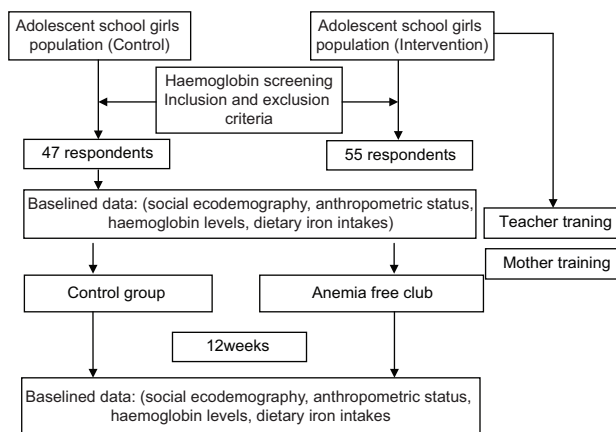 Adolescent school girls
population (Control)
Adolescent school girls
population (Intervention)
Haemoglobin screening
Inclusion and exclusion
criteria
47 respondents
55 respondents
Baselined data: (social ecodemography, anthropometric status,
haemoglobin levels, dietary iron intakes)
Teacher traning
Mother training
Control group
Anemia free club
12weeks
Baselined data: (social ecodemography, anthropometric status,
haemoglobin levels, dietary iron intakes